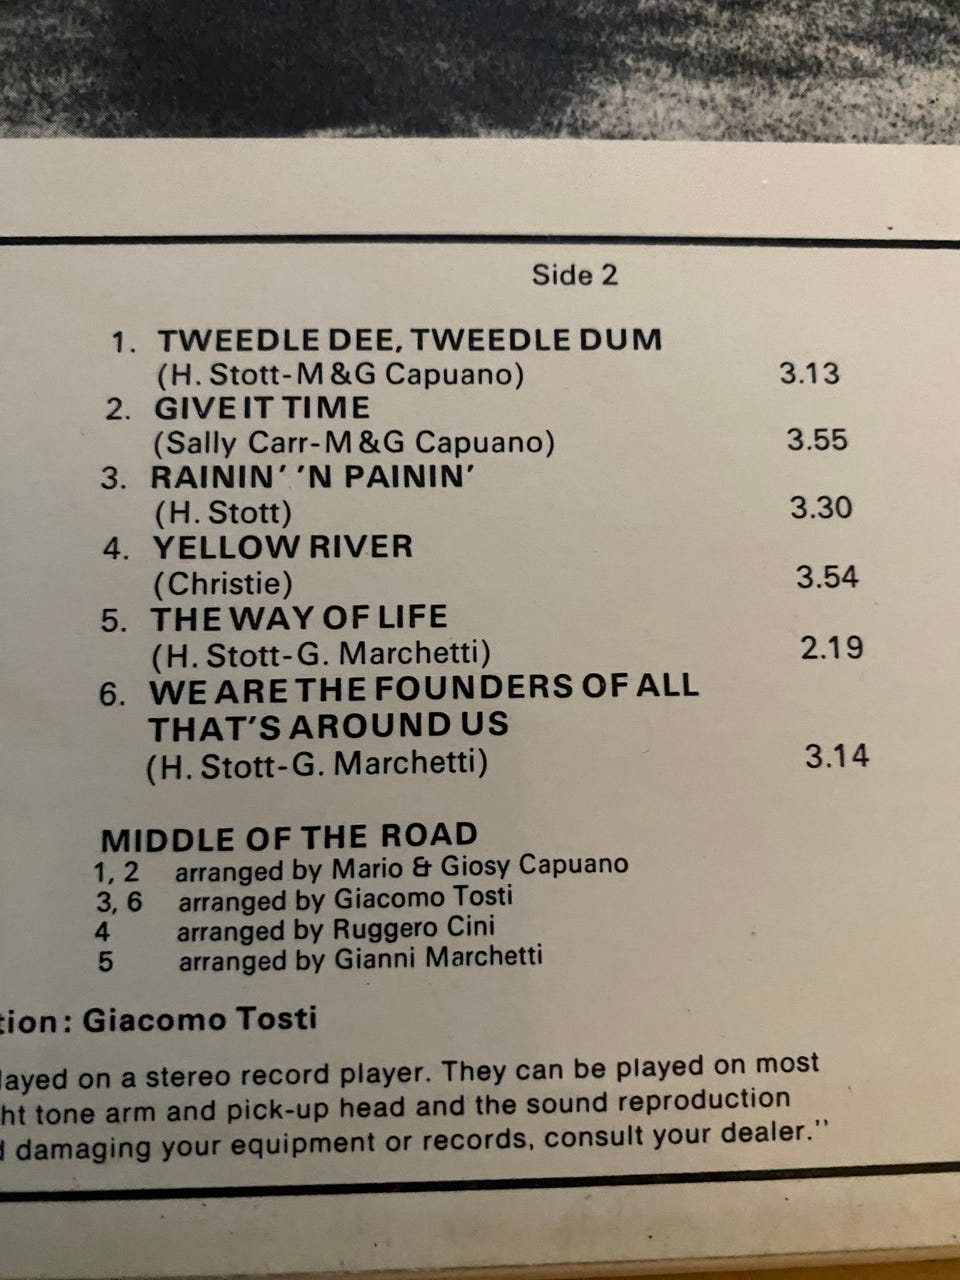 Side 2
1. TWEEDLE DEE, TWEEDLE DUM
(H. Stott-M&G Capuano) 3.13
2. GIVE IT TIME
(Sally Carr-M&G Capuano) 3.55
3. RAININ' 'N PAININ'
(H. Stott) 3.30
4. YELLOW RIVER
(Christie) 3.54
5. THE WAY OF LIFE
(H. Stott-G. Marchetti) 2.19
6. WE ARE THE FOUNDERS OF ALL
THAT'S AROUND US
(H. Stott-G. Marchetti) 3.14
MIDDLE OF THE ROAD
1, 2 arranged by Mario & Giosy Capuano
3, 6 arranged by Giacomo Tosti
4 arranged by Ruggero Cini
5 arranged by Gianni Marchetti
tion: Giacomo Tosti
layed on a stereo record player. They can be played on most
ht tone arm and pick-up head and the sound reproduction
d damaging your equipment or records, consult your dealer."